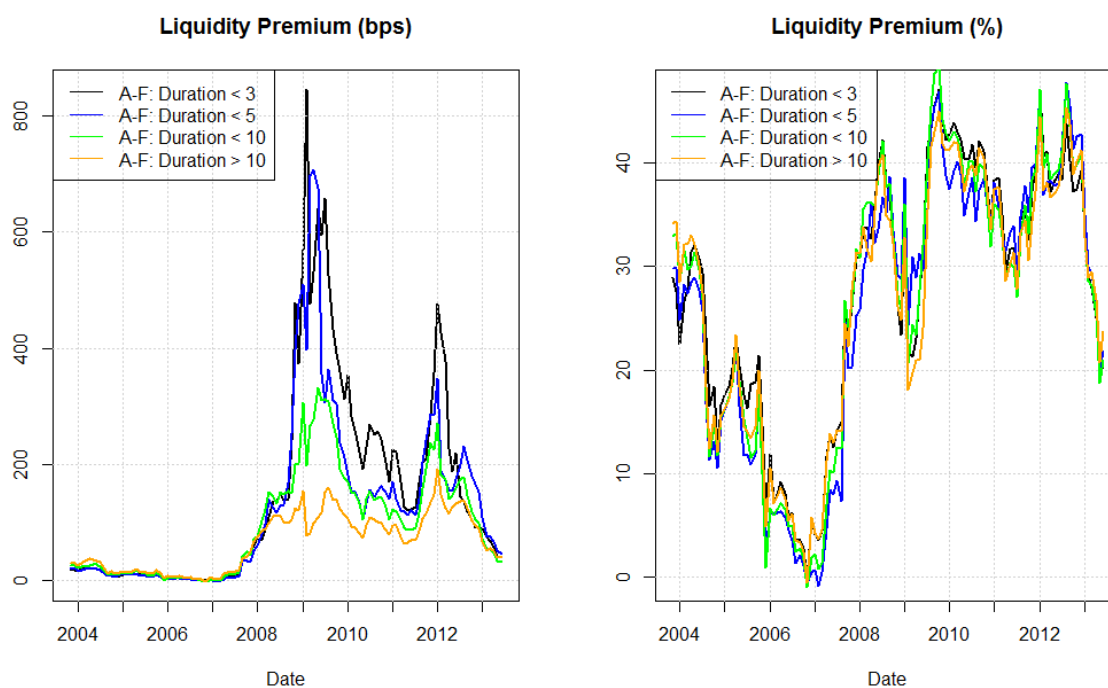 Liquidity Premium (bps)
A-F: Duration < 3
A-F: Duration < 5
A-F: Duration < 10
A-F: Duration > 10
800
600
400
200
0
2004
2006
2008
2010
2012
Date
Liquidity Premium (%)
A-F: Duration < 3
A-F: Duration < 5
A-F: Duration < 10
A-F: Duration > 10
40
30
20
10
0
2004
2006
2008
2010
2012
Date